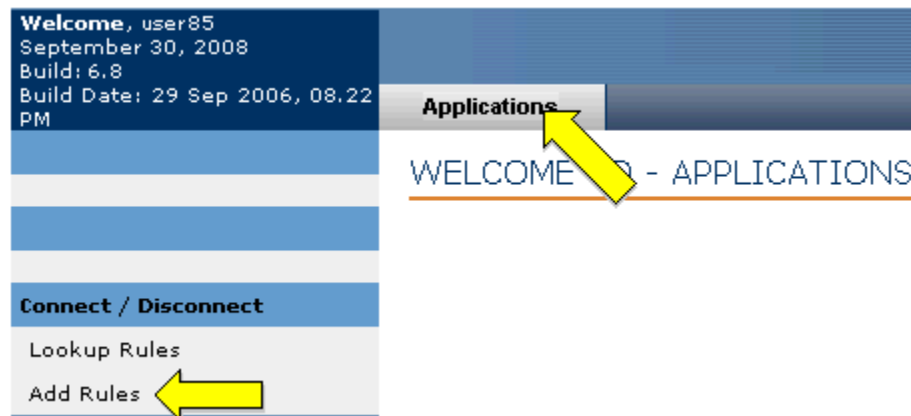 Welcome, user85
September 30, 2008
Build: 6.8
Build Date: 29 Sep 2006, 08.22
PM
Applications
WELCOME - APPLICATIONS
Connect / Disconnect
Lookup Rules
Add Rules